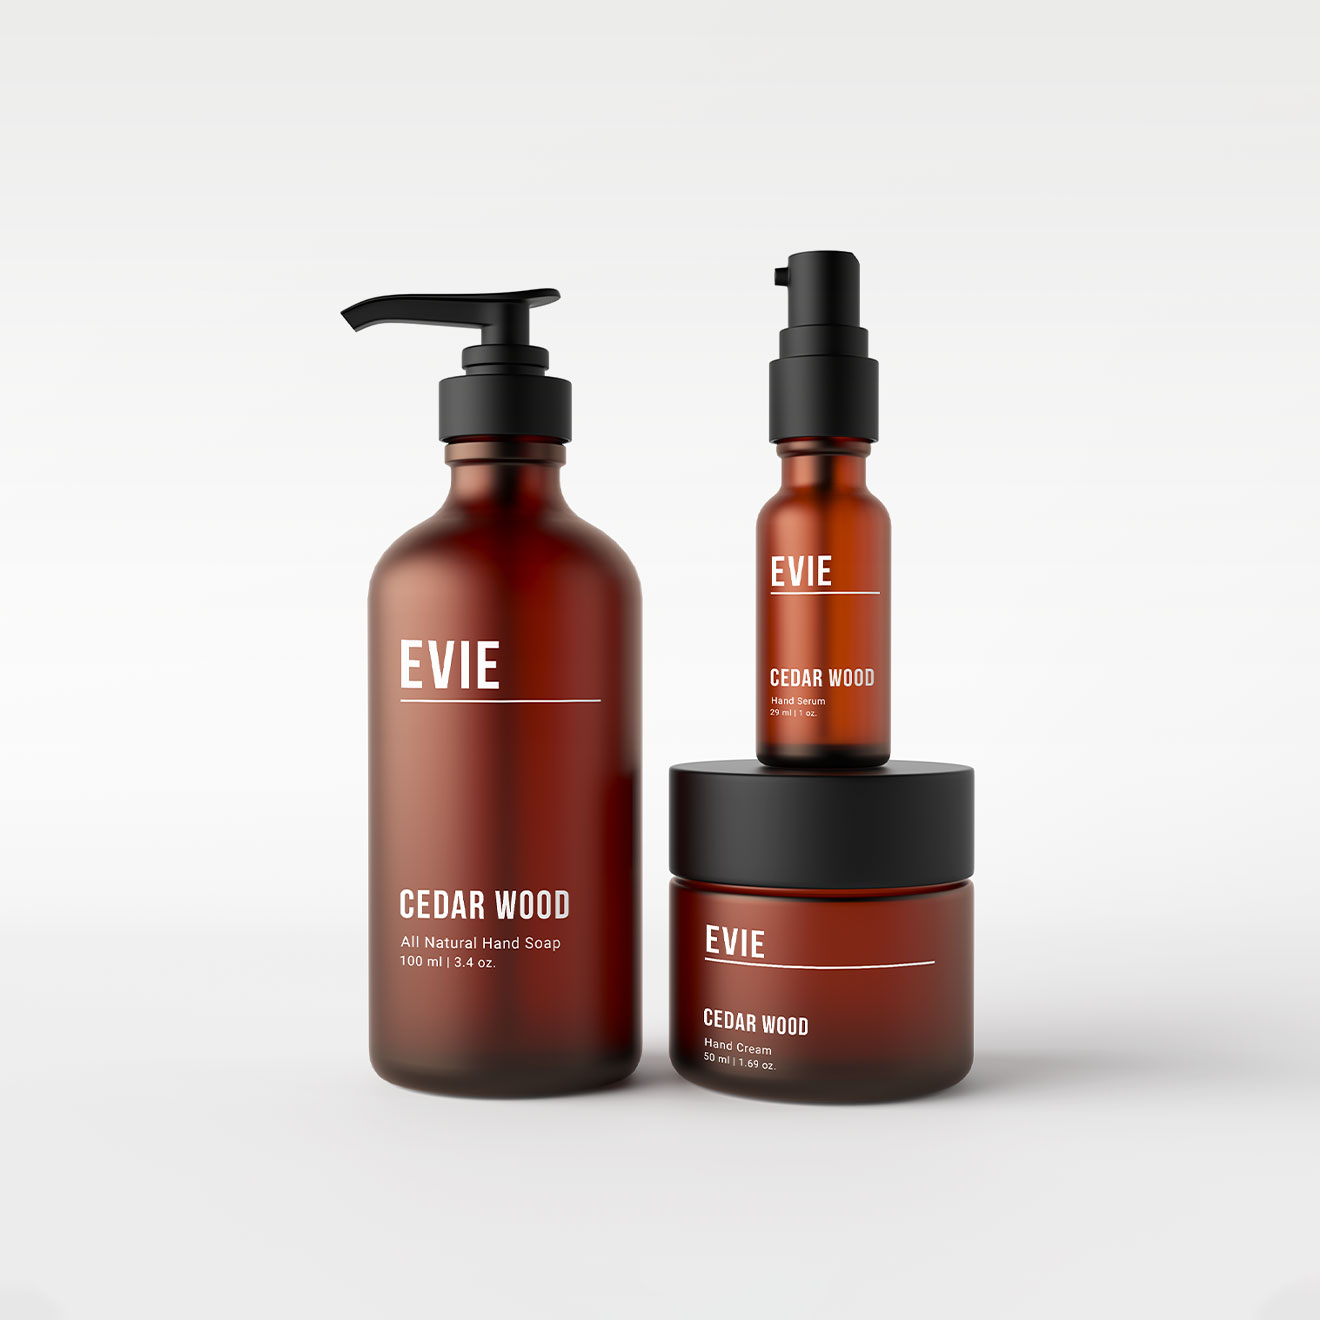 EVIE
CEDAR WOOD
All Natural Hand Soap
100 ml | 3.4 oz.
EVIE
CEDAR WOOD
Hand Serum
29 ml | 1 oz.
EVIE
CEDAR WOOD
Hand Cream
50 ml | 1.69 oz.